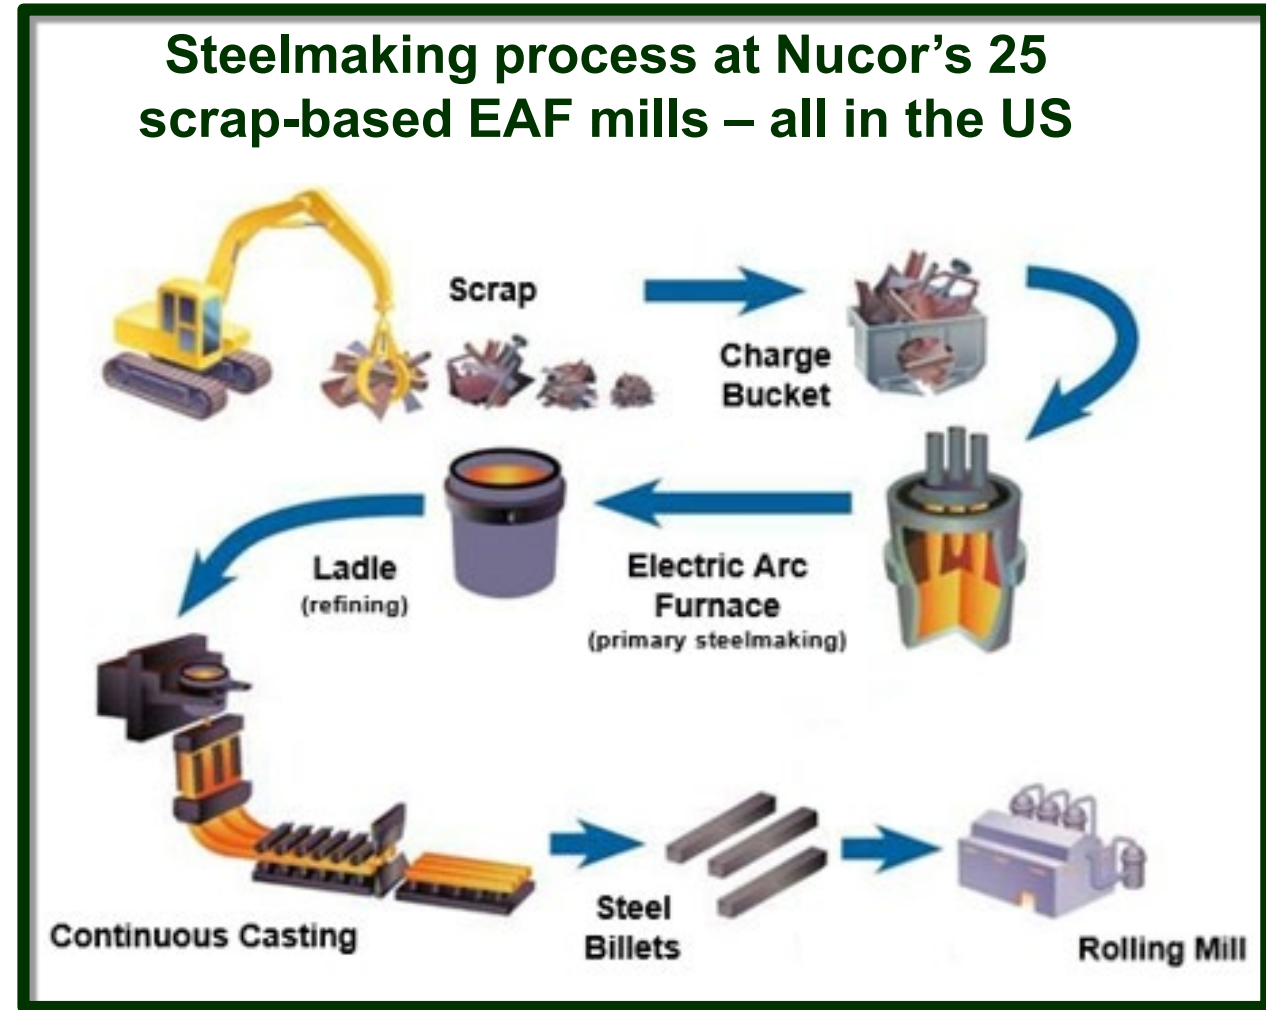 Steelmaking process at Nucor’s 25
scrap-based EAF mills – all in the US
Scrap
Charge
Bucket
Ladle
(refining)
Electric Arc
Furnace
(primary steelmaking)
Continuous Casting
Steel
Billets
Rolling Mill